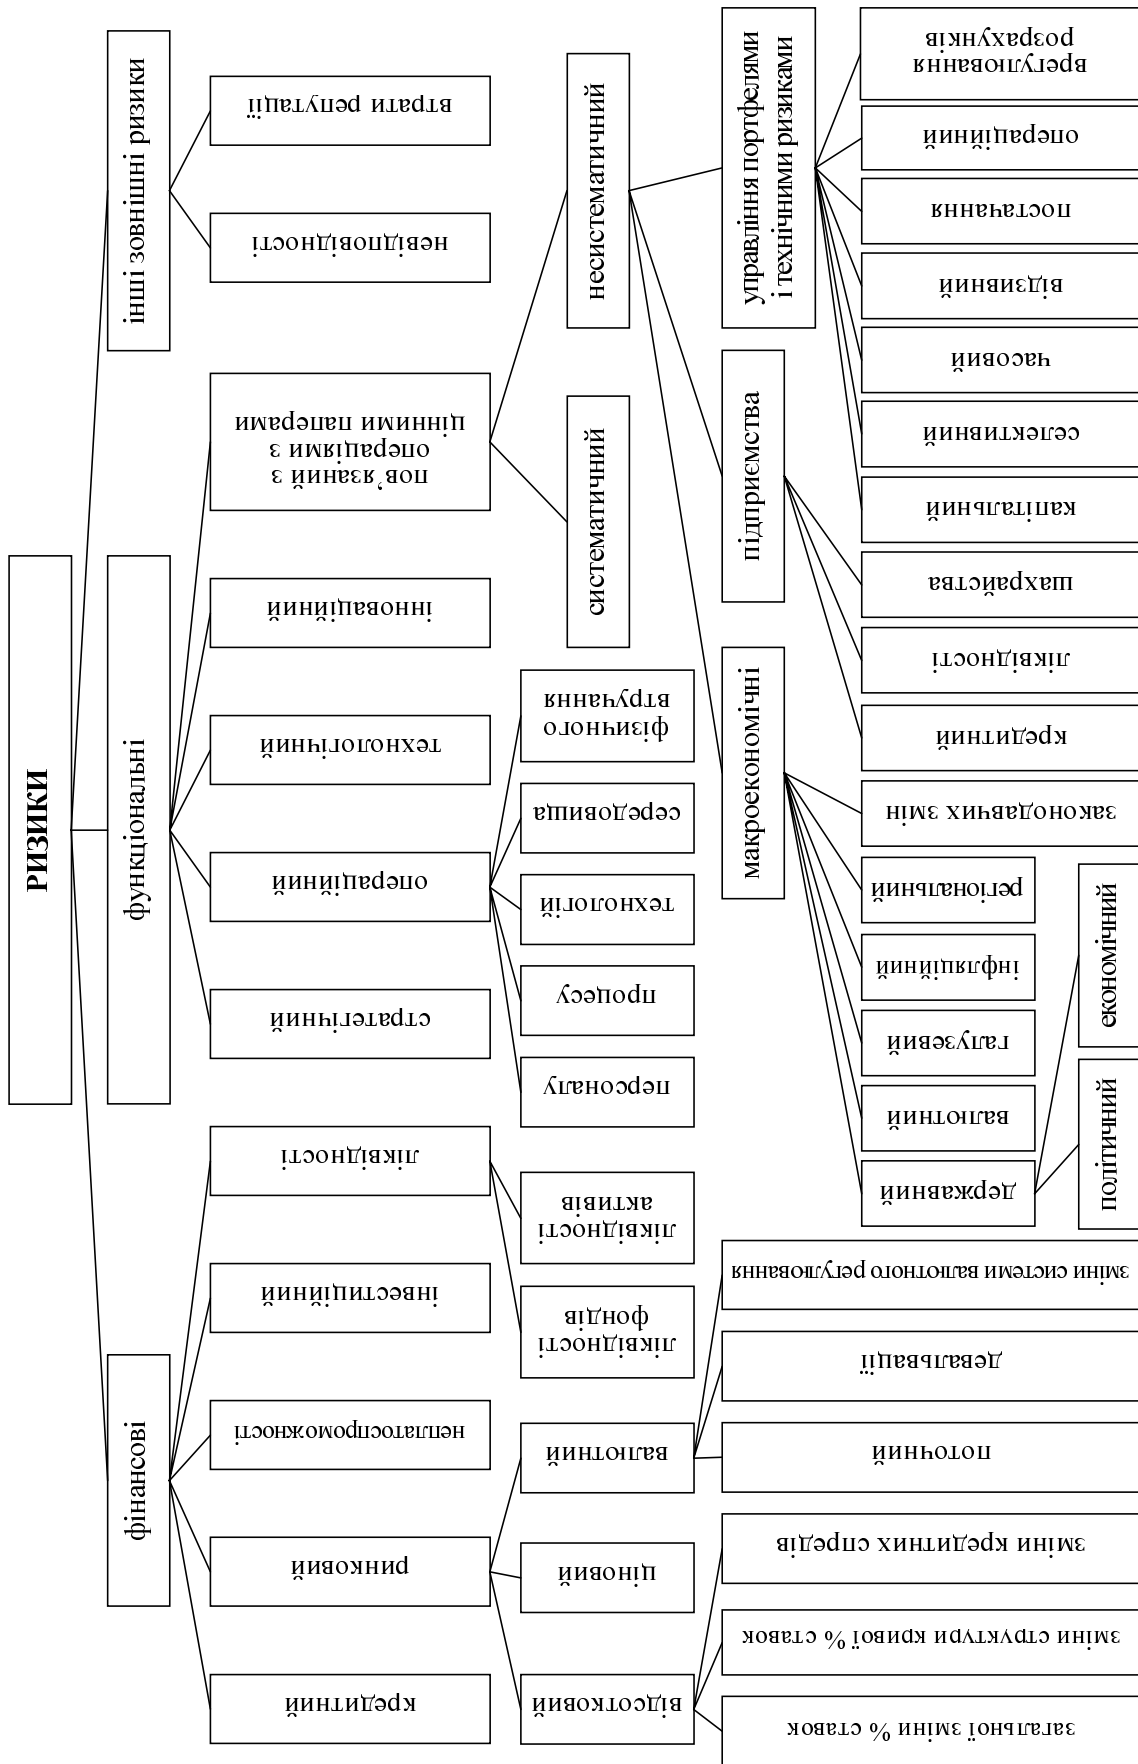 РИЗИКИ
фінансові
функціональні
інші зовнішні ризики
кредитний
ринковий
неплатоспроможності
інвестиційний
ліквідності
стратегічний
операційний
технологічний
інноваційний
пов’язаний з
операціями з
цінними паперами
невідповідності
втрати репутації
відсотковий
ціновий
валютний
ліквідності
фондів
ліквідності
активів
персоналу
процесу
технологій
середовища
фізичного
втручання
систематичний
несистематичний
загальної зміни % ставок
зміни структури кривої % ставок
зміни кредитних спредів
поточний
девальвації
зміни системи валютного регулювання
макроекономічні
підприємства
управління портфелями
і технічними ризиками
державний
валютний
галузевий
інфляційний
регіональний
законодавчих змін
кредитний
ліквідності
шахрайства
капітальний
селективний
часовий
відзивний
постачання
операційний
врегулювання
розрахунків
політичний
економічний